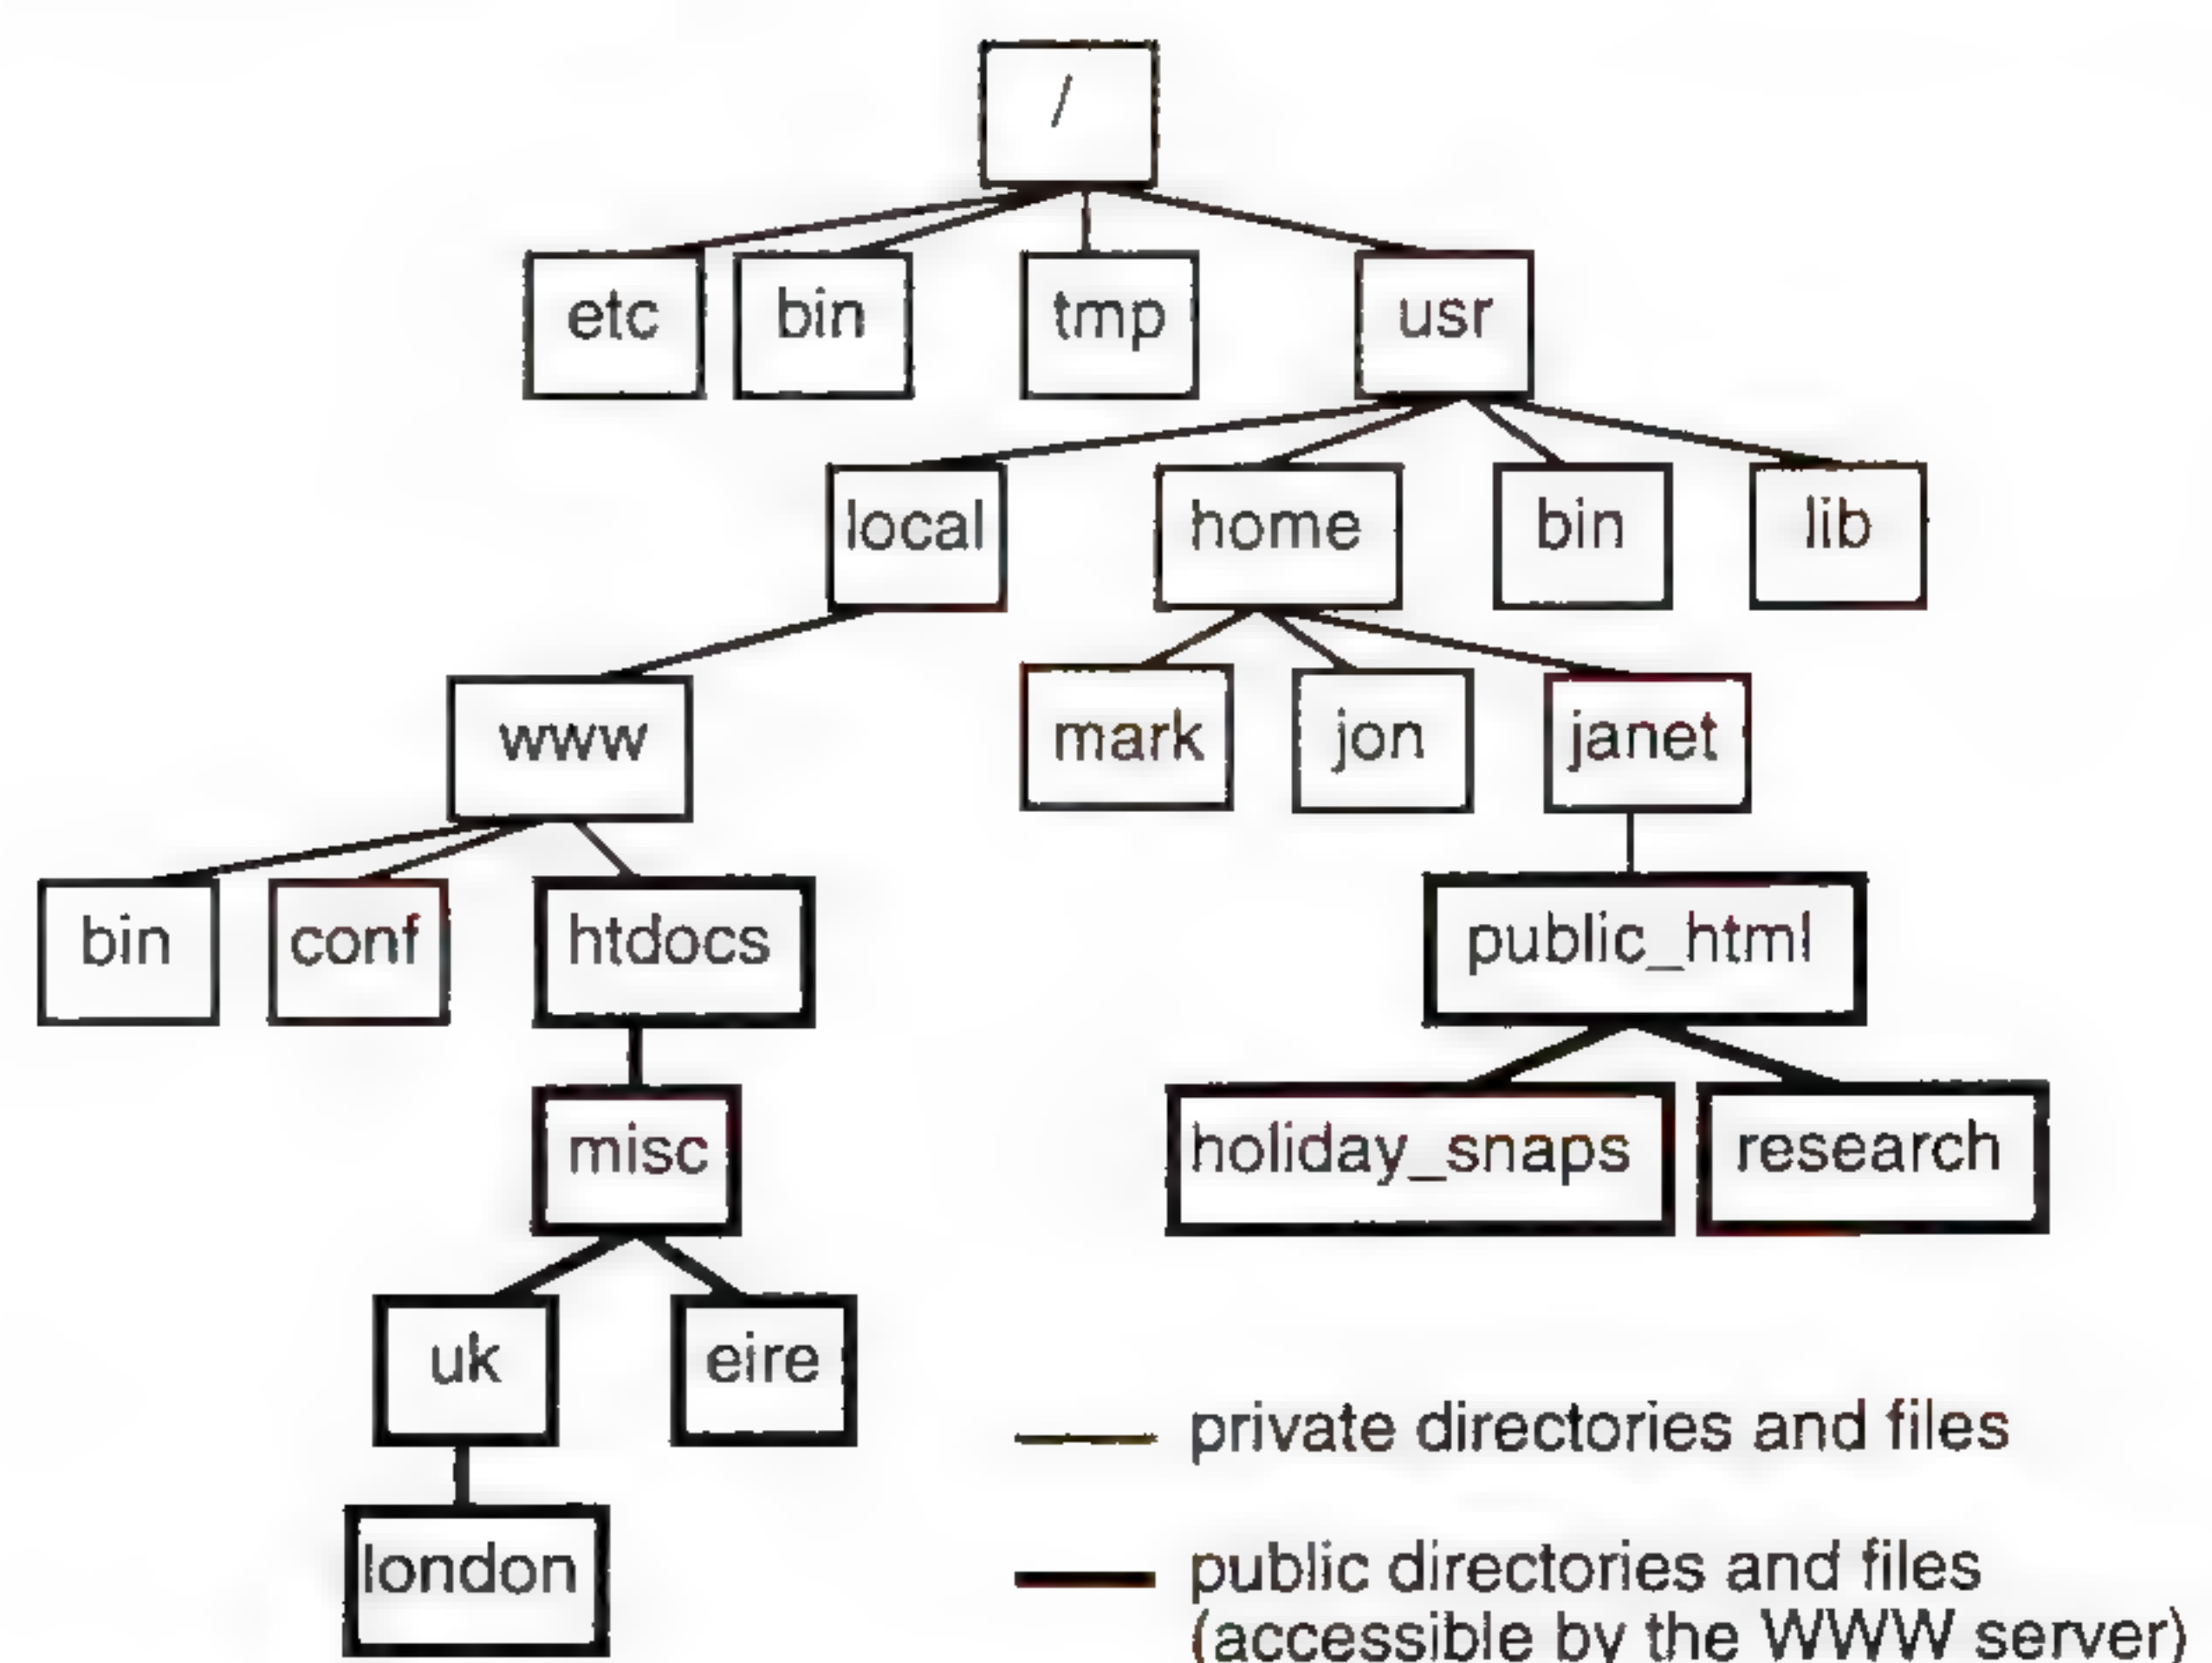 /
etc bin tmp usr
local home bin lib
www mark jon janet
bin conf htdocs public_html
misc holiday_snaps research
uk eire
private directories and files
london public directories and files
(accessible by the WWW server)